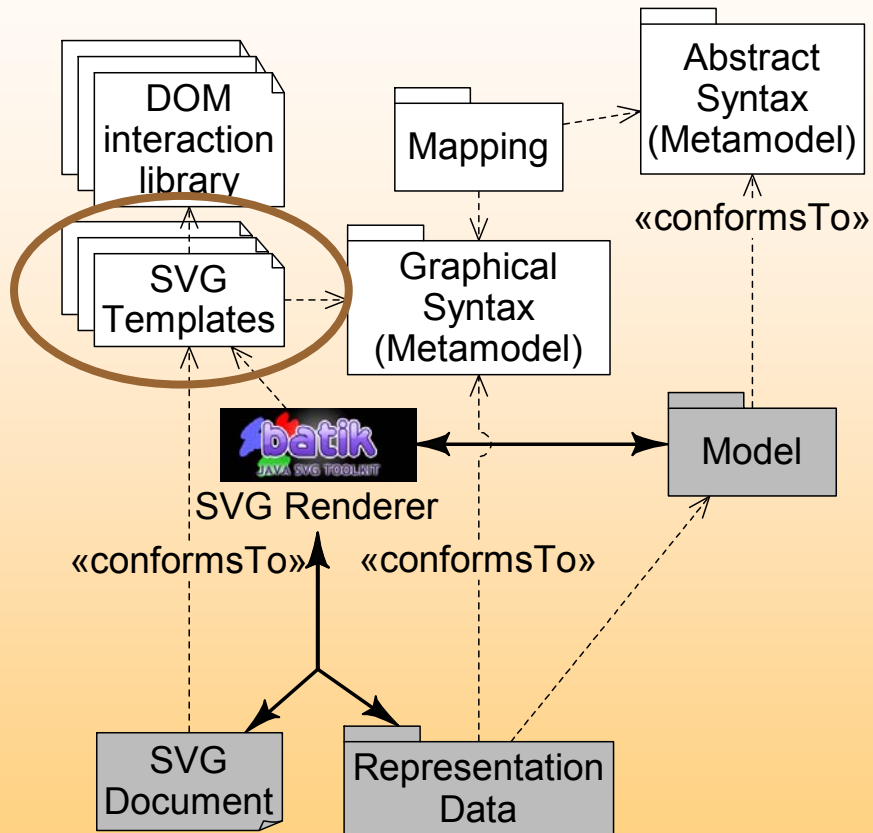 DOM
interaction
library
Mapping
Abstract
Syntax
(Metamodel)
«conformsTo»
SVG
Templates
Graphical
Syntax
(Metamodel)
batik
JAVA SVG TOOLKIT
SVG Renderer
Model
«conformsTo»
«conformsTo»
SVG
Document
Representation
Data